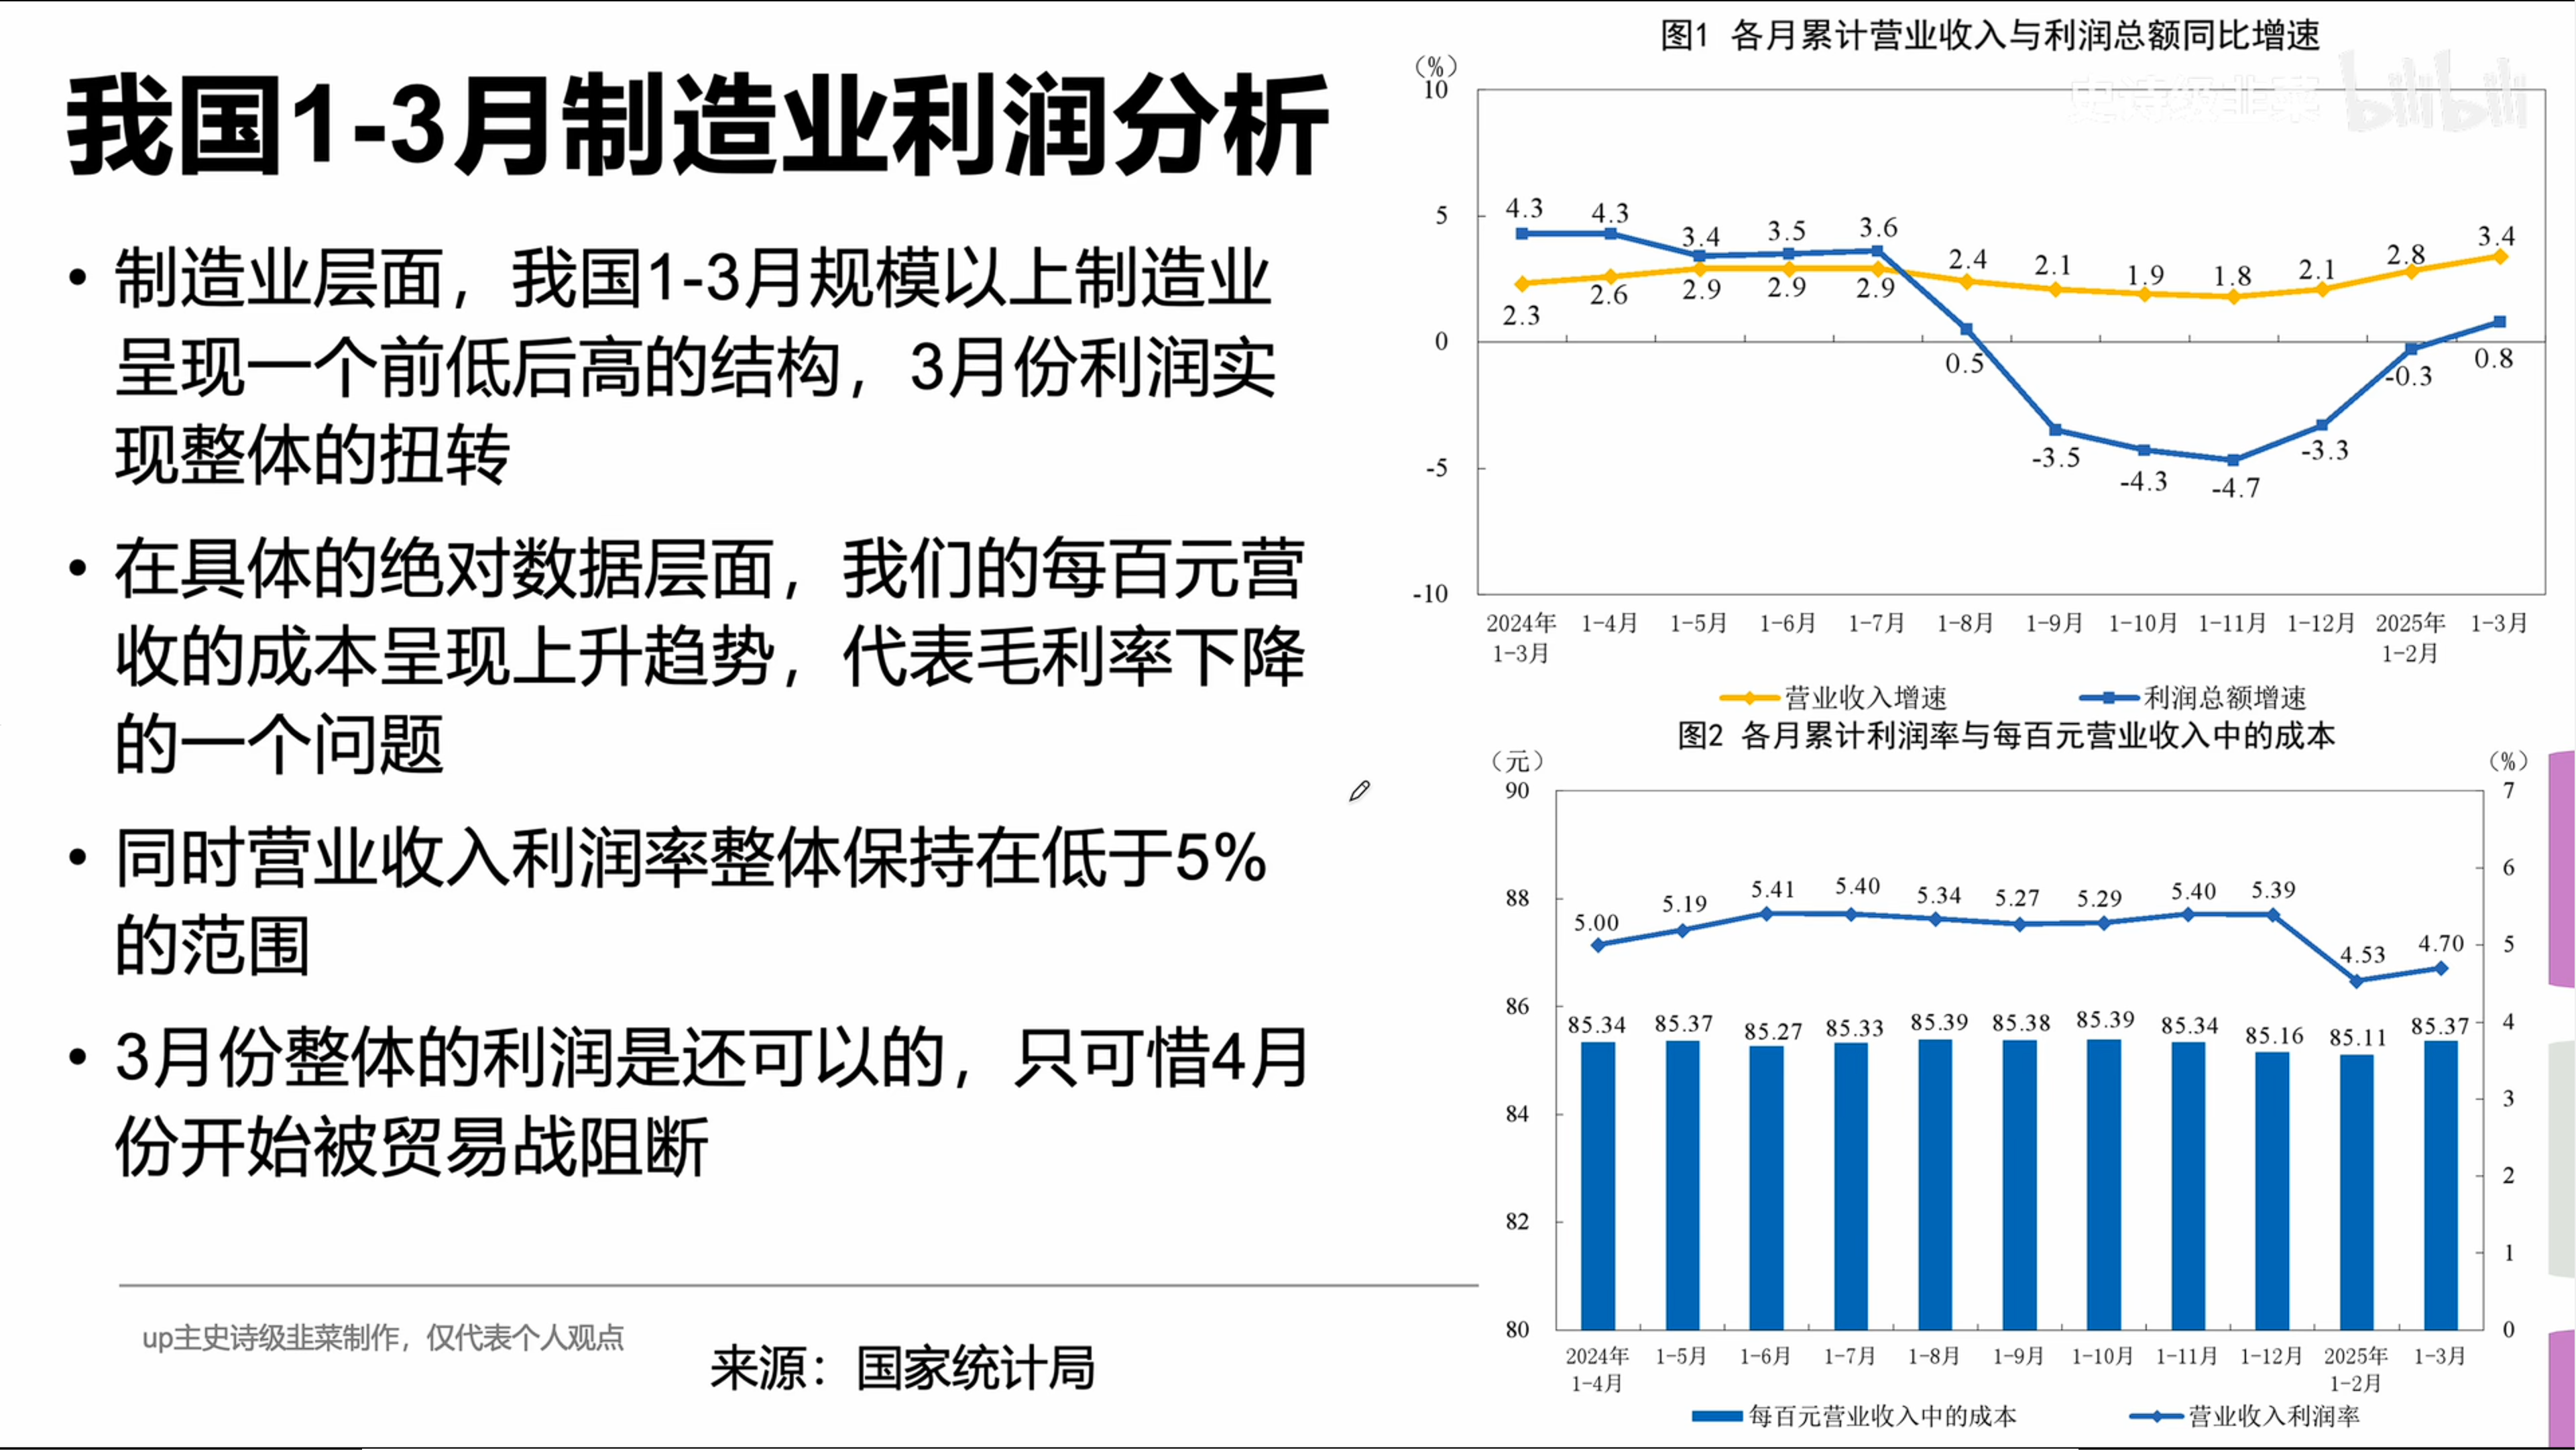 我国1-3月制造业利润分析
• 制造业层面，我国1-3月规模以上制造业
呈现一个前低后高的结构，3月份利润实
现整体的扭转
• 在具体的绝对数据层面，我们的每百元营
收的成本呈现上升趋势，代表毛利率下降
的一个问题
• 同时营业收入利润率整体保持在低于5%
的范围
• 3月份整体的利润是还可以的，只可惜4月
份开始被贸易战阻断
up主史诗级韭菜制作，仅代表个人观点
来源：国家统计局
图1 各月累计营业收入与利润总额同比增速
史诗级韭菜 bilibili
（%）
10
5
0
-5
-10
4.3 4.3 3.4 3.5 3.6 0.5 -3.5 -4.3 -4.7 -3.3 -0.3 0.8
2.3 2.6 2.9 2.9 2.9 2.4 2.1 1.9 1.8 2.1 2.8 3.4
2024年 1-4月 1-5月 1-6月 1-7月 1-8月 1-9月 1-10月 1-11月 1-12月 2025年 1-3月
1-3月 1-2月
营业收入增速 利润总额增速
图2 各月累计利润率与每百元营业收入中的成本
（元） （%）
90
88
86
84
82
80
7
6
5
4
3
2
1
0
5.00 5.19 5.41 5.40 5.34 5.27 5.29 5.40 5.39 4.53 4.70
85.34 85.37 85.27 85.33 85.39 85.38 85.39 85.34 85.16 85.11 85.37
2024年 1-5月 1-6月 1-7月 1-8月 1-9月 1-10月 1-11月 1-12月 2025年 1-3月
1-4月 1-2月
每百元营业收入中的成本 营业收入利润率